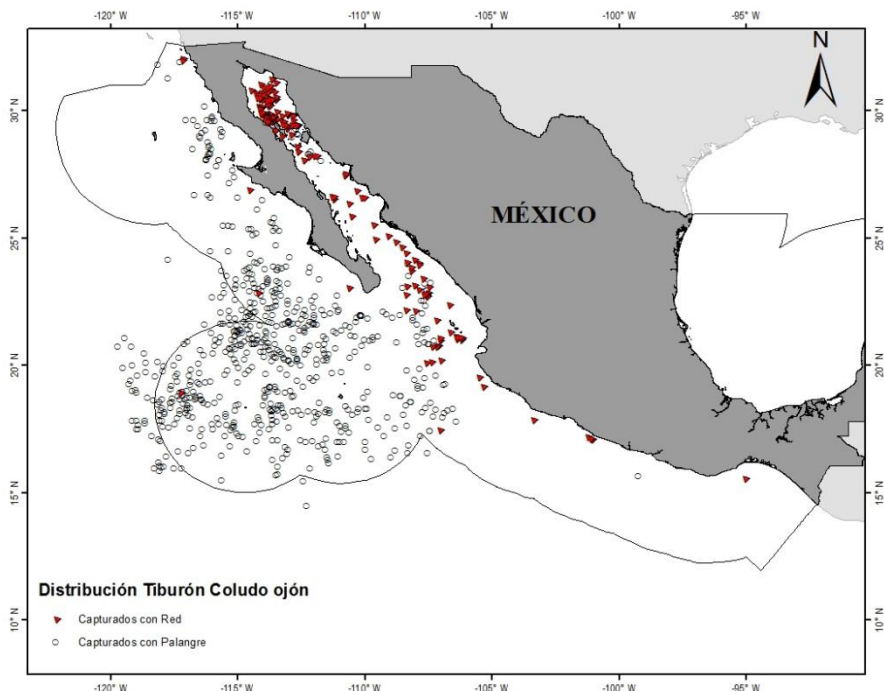 -120° W -115° W -110° W -105° W -100° W -95° W
N
30° N 30° N
MÉXICO
25° N 25° N
20° N 20° N
15° N 15° N
Distribución Tiburón Coludo ojón
Capturados con Red
Capturados con Palangre
10° N 10° N
-120° W -115° W -110° W -105° W -100° W -95° W